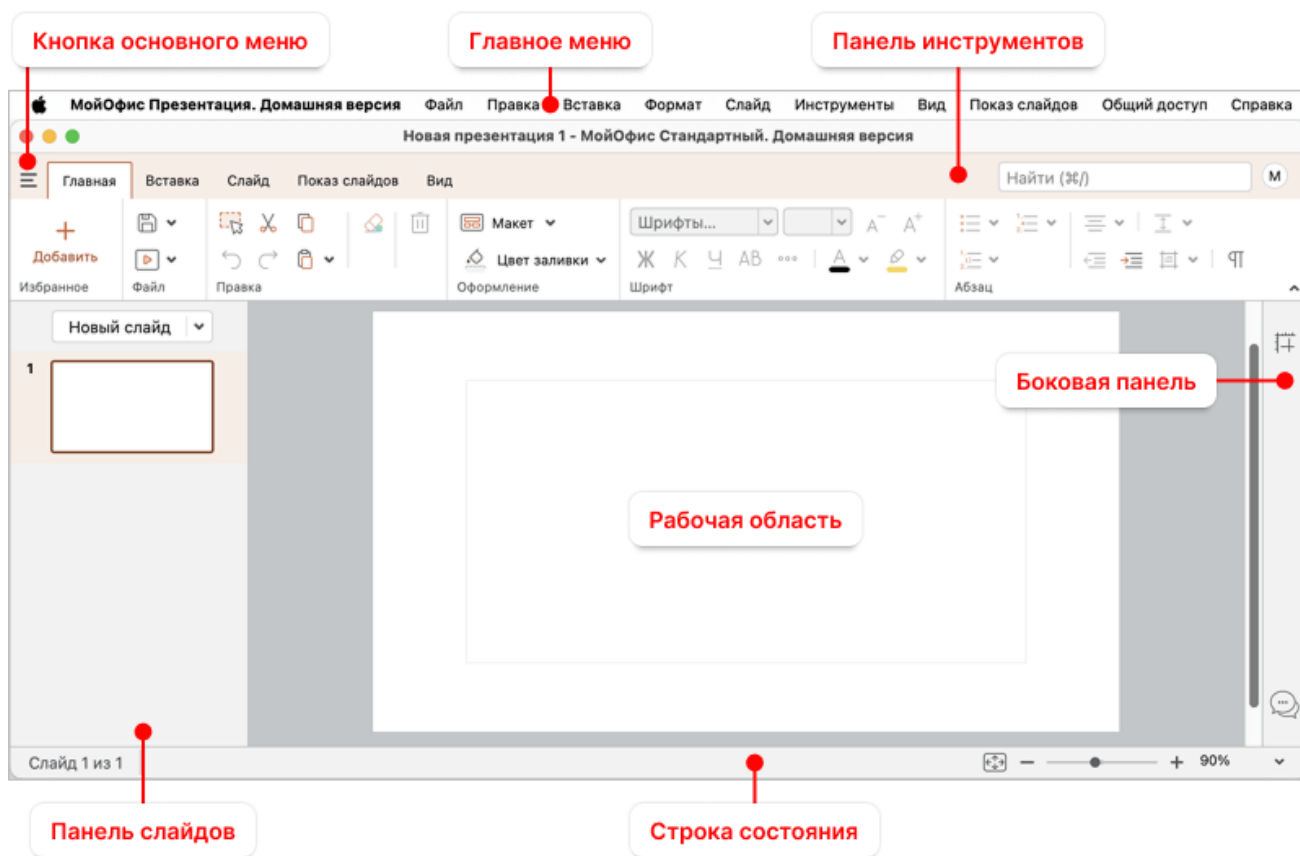 Кнопка основного меню
Главное меню
Панель инструментов
МойОфис Презентация. Домашняя версия Файл Правка Вставка Формат Слайд Инструменты Вид Показ слайдов Общий доступ Справка
Новая презентация 1 - МойОфис Стандартный. Домашняя версия
Главная Вставка Слайд Показ слайдов Вид Найти (⌘/) М
Макет Шрифты... A⁻ A⁺
Добавить Цвет заливки Ж К Ч АВ A
Избранное Файл Правка Оформление Шрифт Абзац
Новый слайд
1
Боковая панель
Рабочая область
Слайд 1 из 1 90%
Панель слайдов
Строка состояния